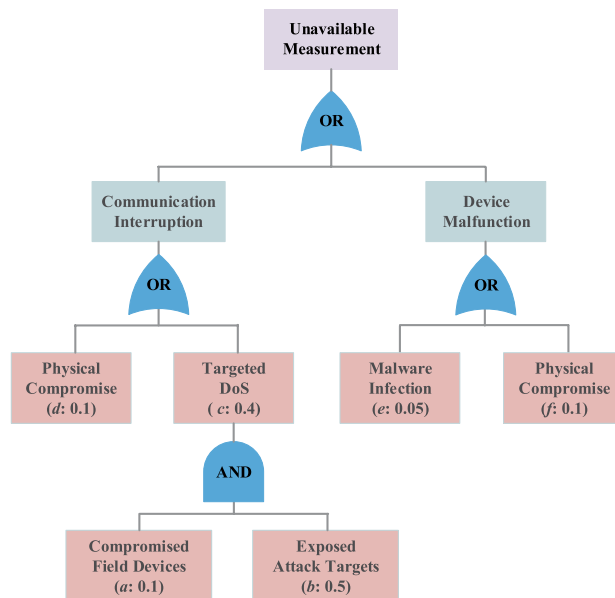 Unavailable
Measurement
OR
Communication
Interruption
Device
Malfunction
OR
OR
Physical
Compromise
(d: 0.1)
Targeted
DoS
( c: 0.4)
Malware
Infection
(e: 0.05)
Physical
Compromise
(f: 0.1)
AND
Compromised
Field Devices
(a: 0.1)
Exposed
Attack Targets
(b: 0.5)